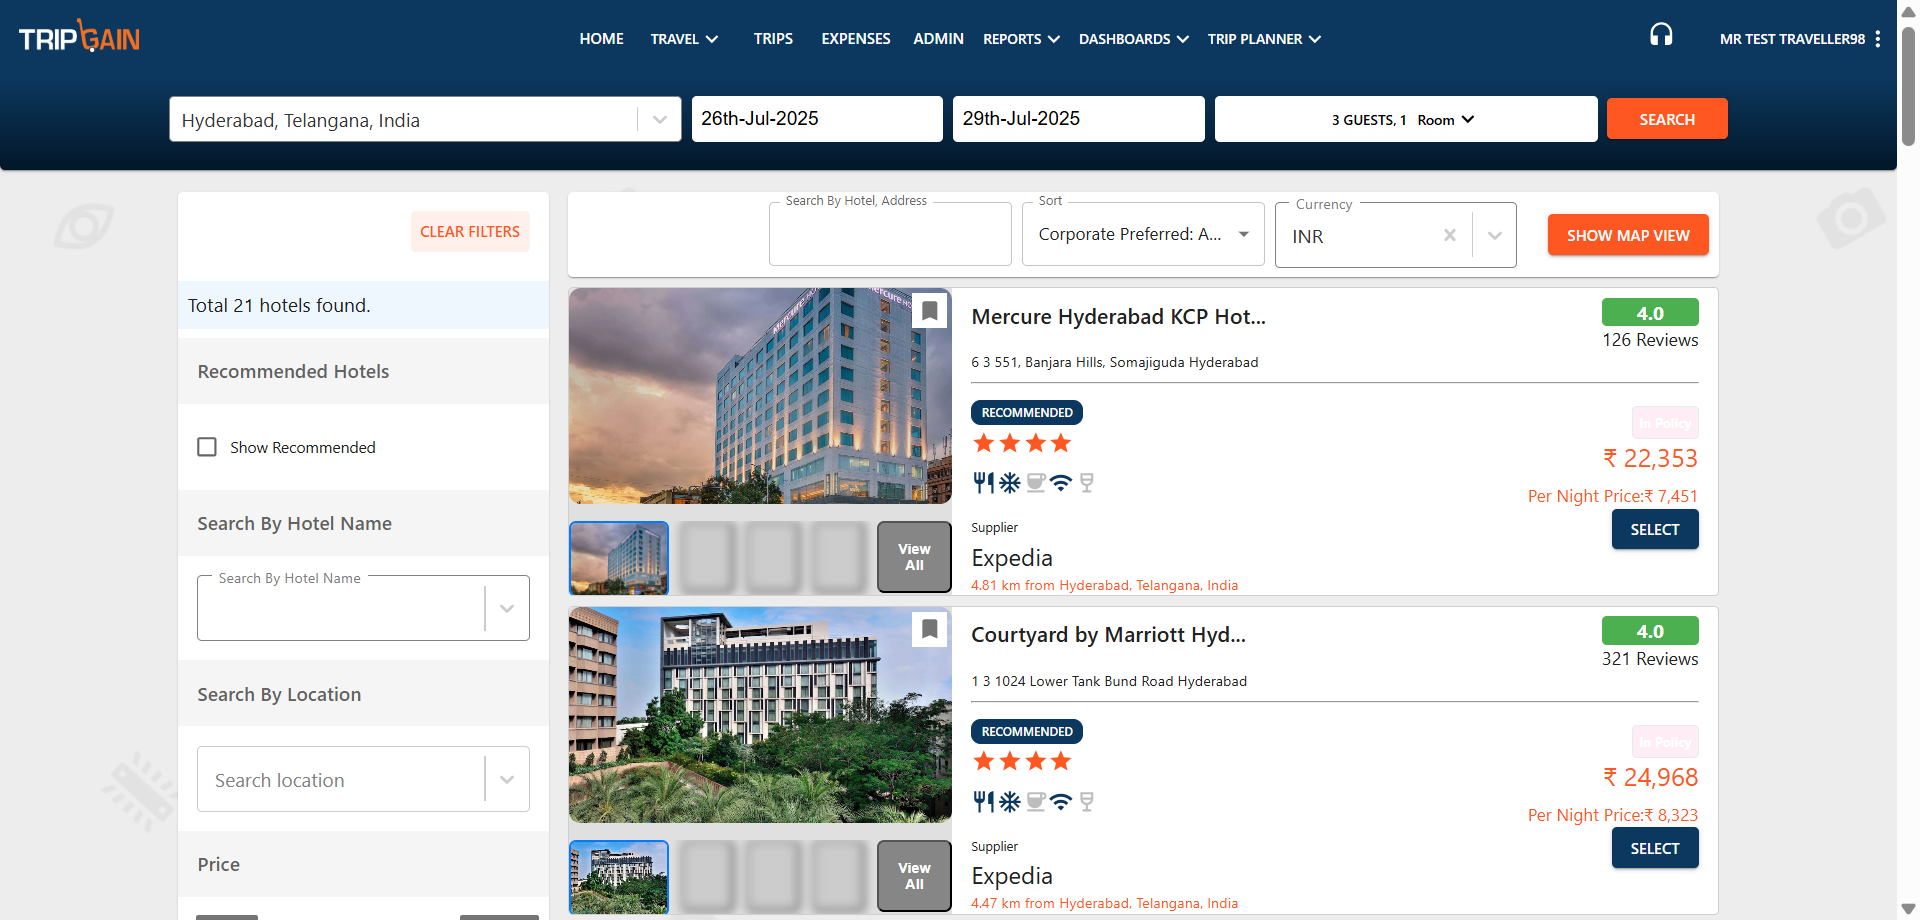 TRIPGAIN
HOME
TRAVEL
TRIPS
EXPENSES
ADMIN
REPORTS
DASHBOARDS
TRIP PLANNER
MR TEST TRAVELLER98
Hyderabad, Telangana, India
26th-Jul-2025
29th-Jul-2025
3 GUESTS, 1 Room
SEARCH
CLEAR FILTERS
Total 21 hotels found.
Recommended Hotels
Show Recommended
Search By Hotel Name
Search By Hotel Name
Search By Location
Search location
Price
Search By Hotel, Address
Sort
Corporate Preferred: A...
Currency
INR
SHOW MAP VIEW
Mercure Hyderabad KCP Hot...
4.0
126 Reviews
6 3 551, Banjara Hills, Somajiguda Hyderabad
RECOMMENDED
In Policy
₹ 22,353
Per Night Price:₹ 7,451
SELECT
Supplier
Expedia
4.81 km from Hyderabad, Telangana, India
View
All
Courtyard by Marriott Hyd...
4.0
321 Reviews
1 3 1024 Lower Tank Bund Road Hyderabad
RECOMMENDED
In Policy
₹ 24,968
Per Night Price:₹ 8,323
SELECT
Supplier
Expedia
4.47 km from Hyderabad, Telangana, India
View
All